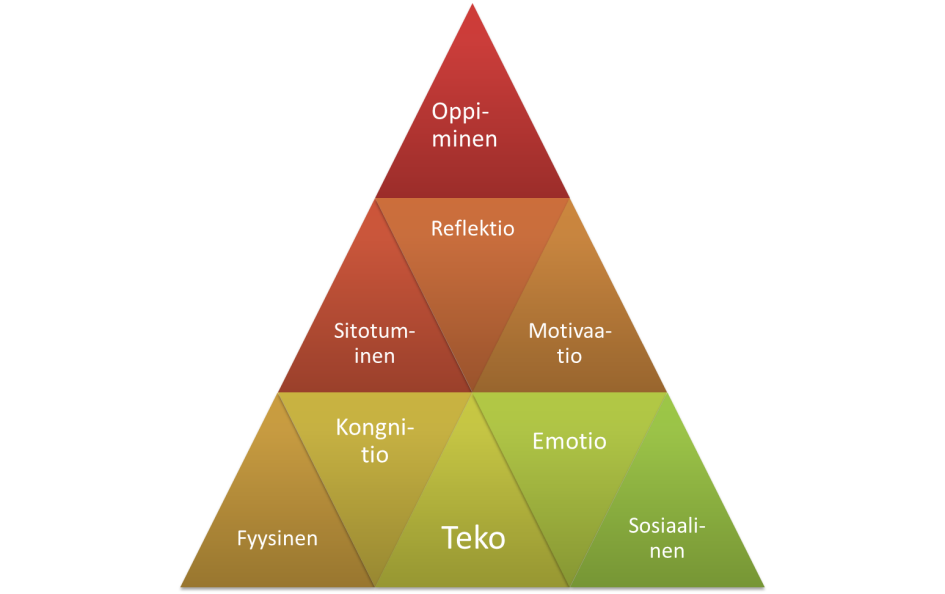 Oppi-
minen
Reflektio
Sitotum-
inen
Motivaa-
tio
Kongni-
tio
Emotio
Fyysinen
Teko
Sosiaali-
nen